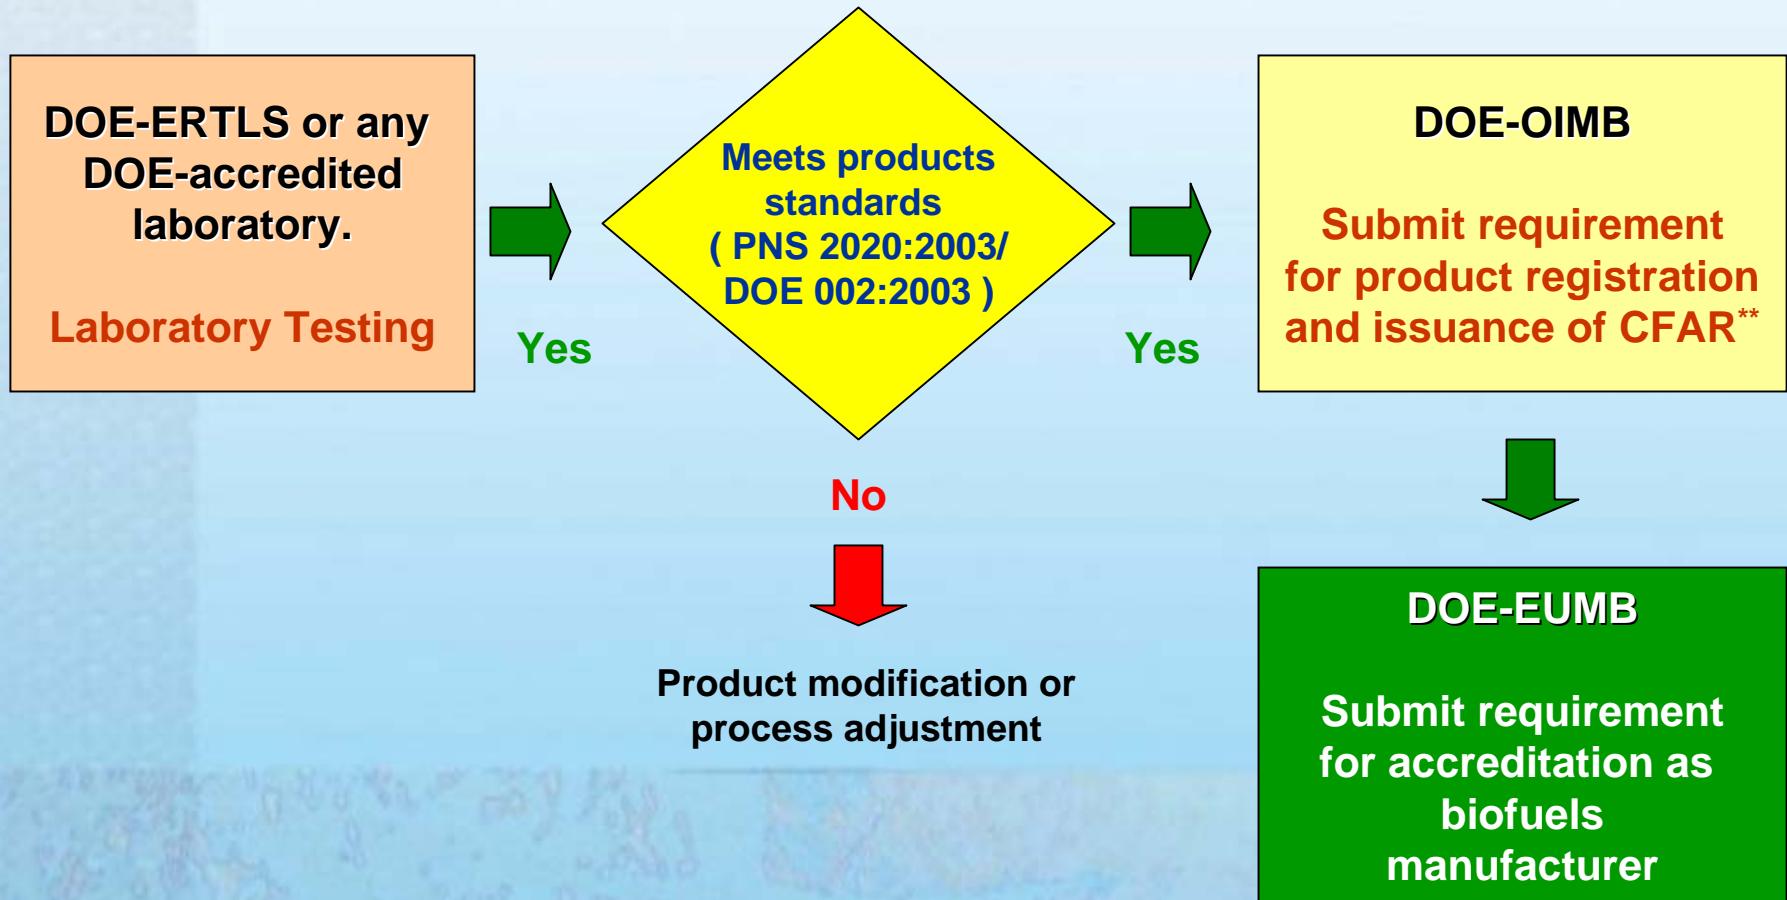 DOE-ERTLS or any
DOE-accredited
laboratory.
Laboratory Testing
Yes
Meets products
standards
( PNS 2020:2003/
DOE 002:2003 )
Yes
No
Product modification or
process adjustment
DOE-OIMB
Submit requirement
for product registration
and issuance of CFAR**
DOE-EUMB
Submit requirement
for accreditation as
biofuels
manufacturer